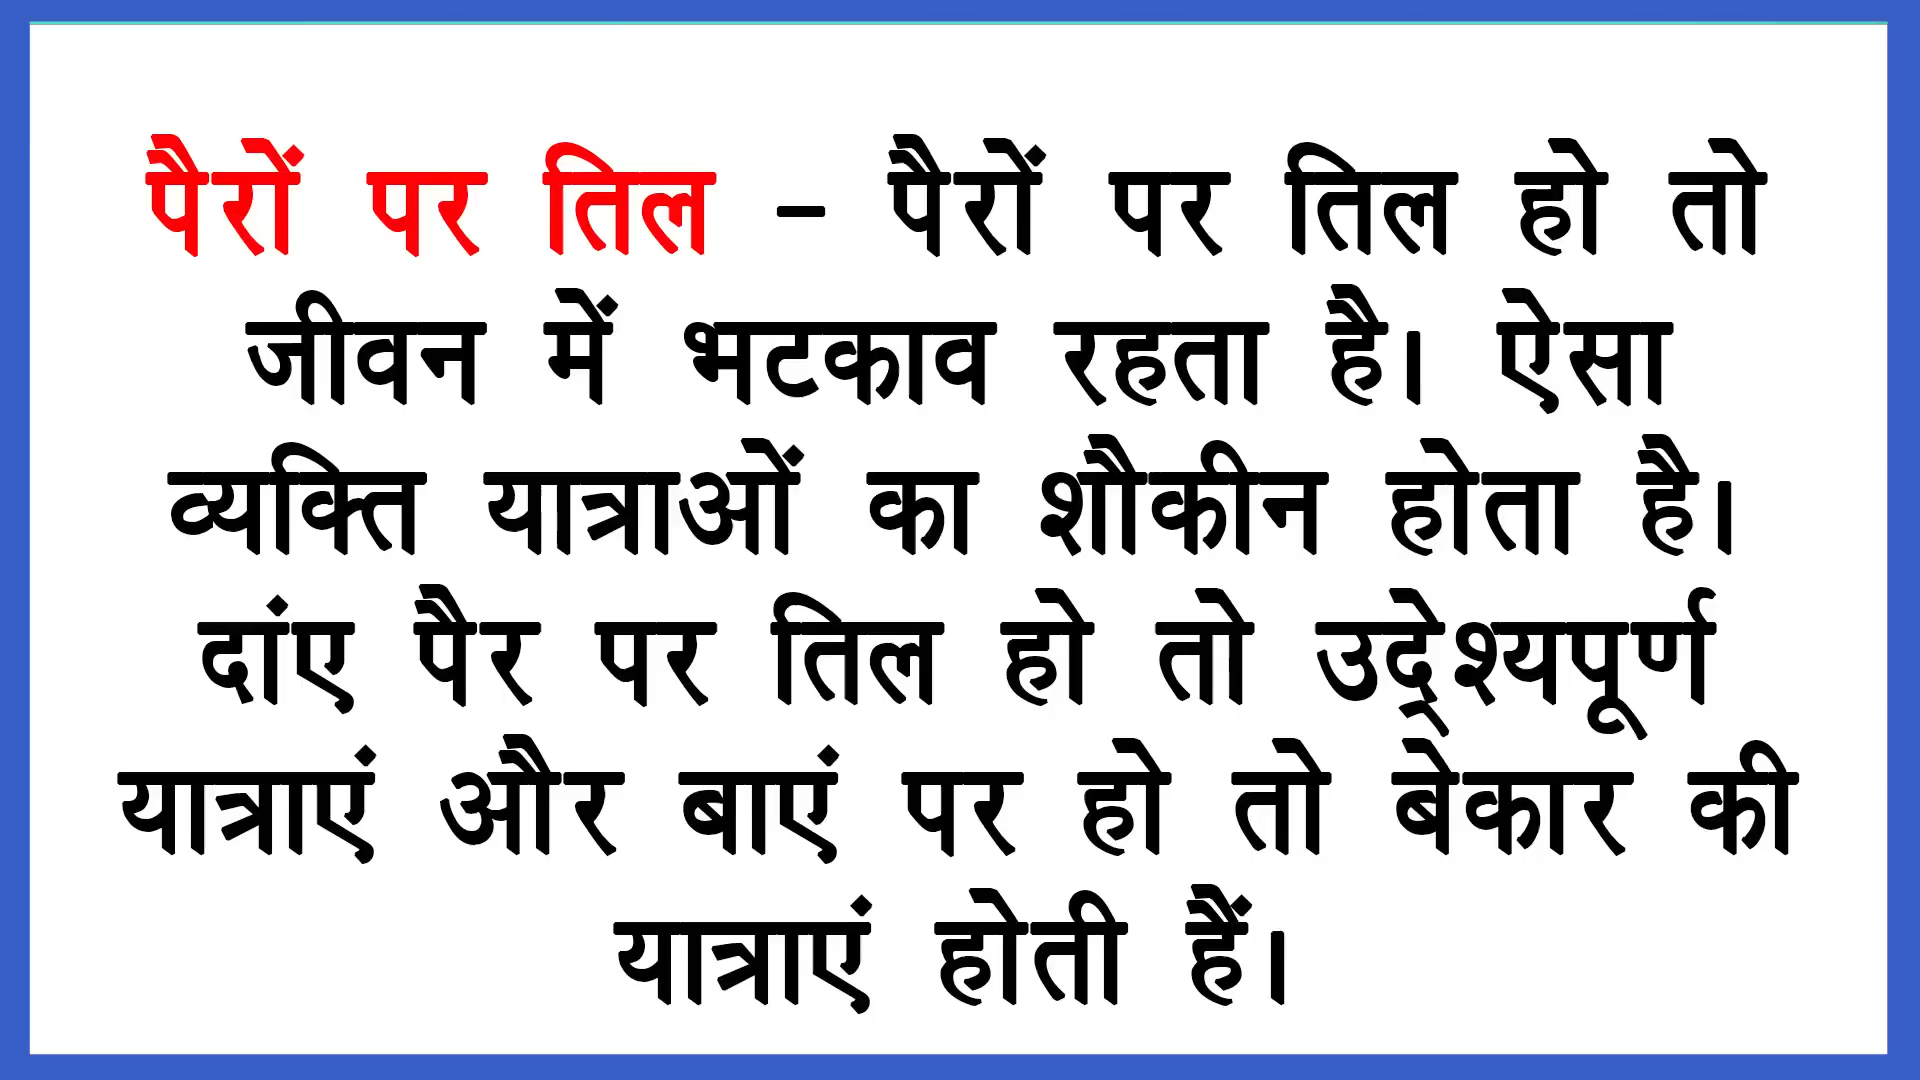 पैरों पर तिल - पैरों पर तिल हो तो
जीवन में भटकाव रहता है। ऐसा
व्यक्ति यात्राओं का शौकीन होता है।
दांए पैर पर तिल हो तो उद्देश्यपूर्ण
यात्राएं और बाएं पर हो तो बेकार की
यात्राएं होती हैं।